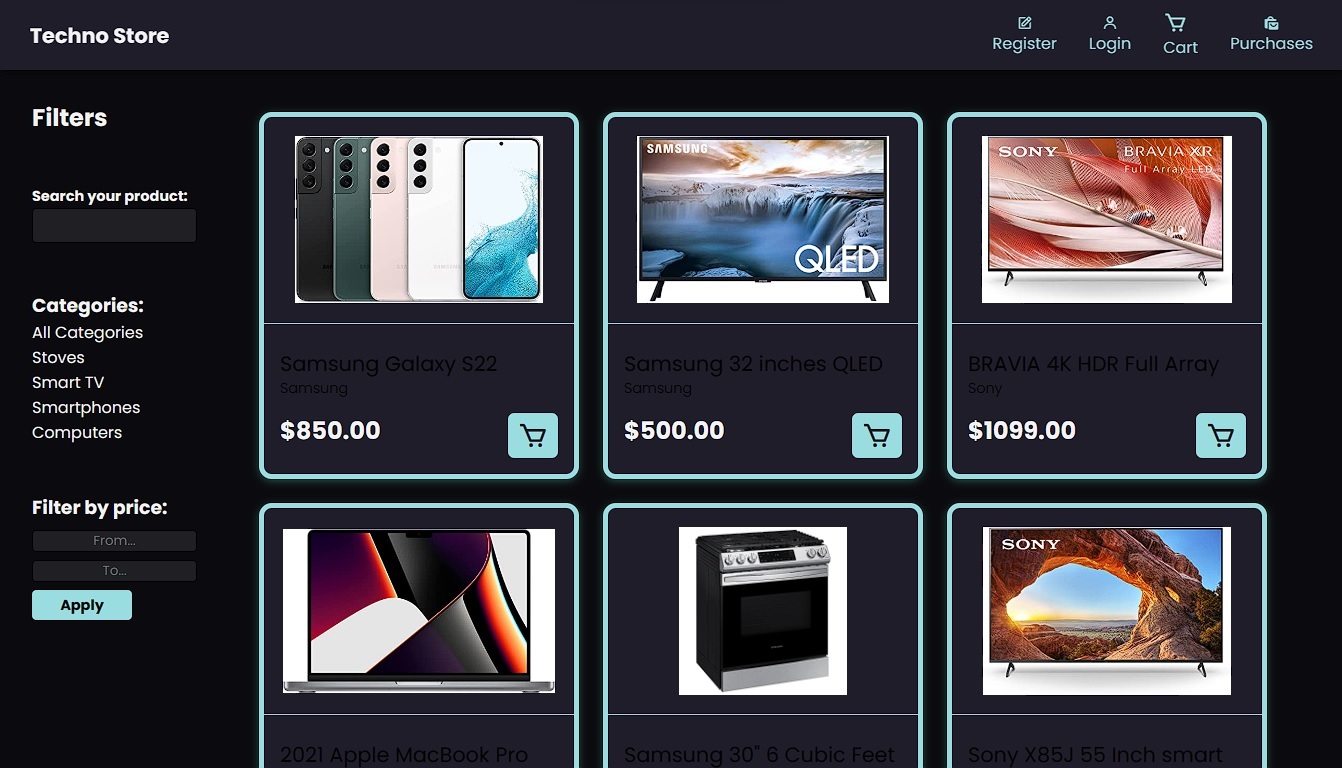 Techno Store
Register
Login
Cart
Purchases
Filters
Search your product:
Categories:
All Categories
Stoves
Smart TV
Smartphones
Computers
Filter by price:
From...
To...
Apply
Samsung Galaxy S22
Samsung
$850.00
SAMSUNG
QLED
Samsung 32 inches QLED
Samsung
$500.00
SONY
BRAVIA XR
Full Array LED
BRAVIA 4K HDR Full Array
Sony
$1099.00
2021 Apple MacBook Pro
Samsung 30" 6 Cubic Feet
SONY
Sony X85J 55 Inch smart